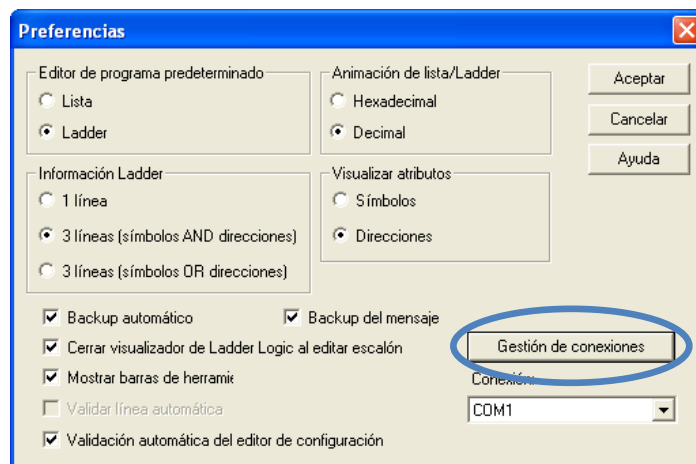 Preferencias
Editor de programa predeterminado
Lista
Ladder
Animación de lista/Ladder
Hexadecimal
Decimal
Aceptar
Cancelar
Ayuda
Información Ladder
1 línea
3 líneas (símbolos AND direcciones)
3 líneas (símbolos OR direcciones)
Visualizar atributos
Símbolos
Direcciones
Backup automático
Backup del mensaje
Cerrar visualizador de Ladder Logic al editar escalón
Mostrar barras de
Validar línea automática
Validación automática del editor de configuración
Gestión de conexiones
Conexión:
COM1